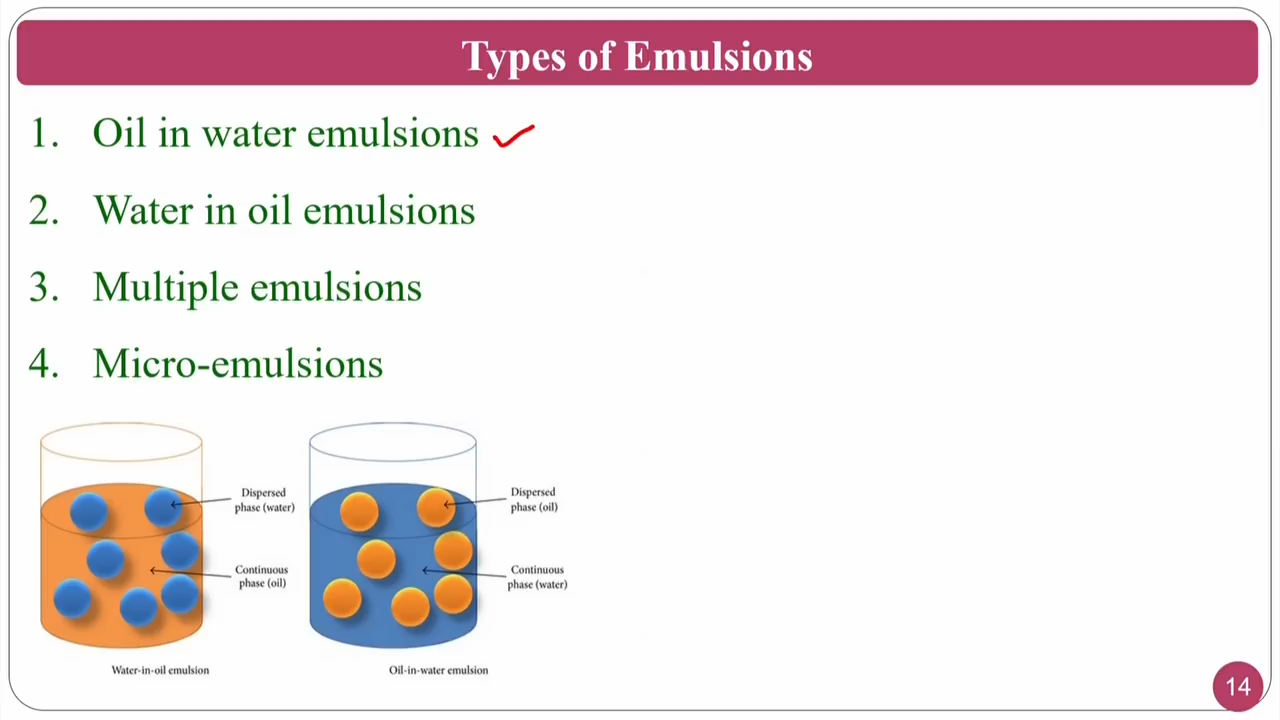 Types of Emulsions
1. Oil in water emulsions
2. Water in oil emulsions
3. Multiple emulsions
4. Micro-emulsions
Dispersed
phase (water)
Continuous
phase (oil)
Water-in-oil emulsion
Dispersed
phase (oil)
Continuous
phase (water)
Oil-in-water emulsion
14